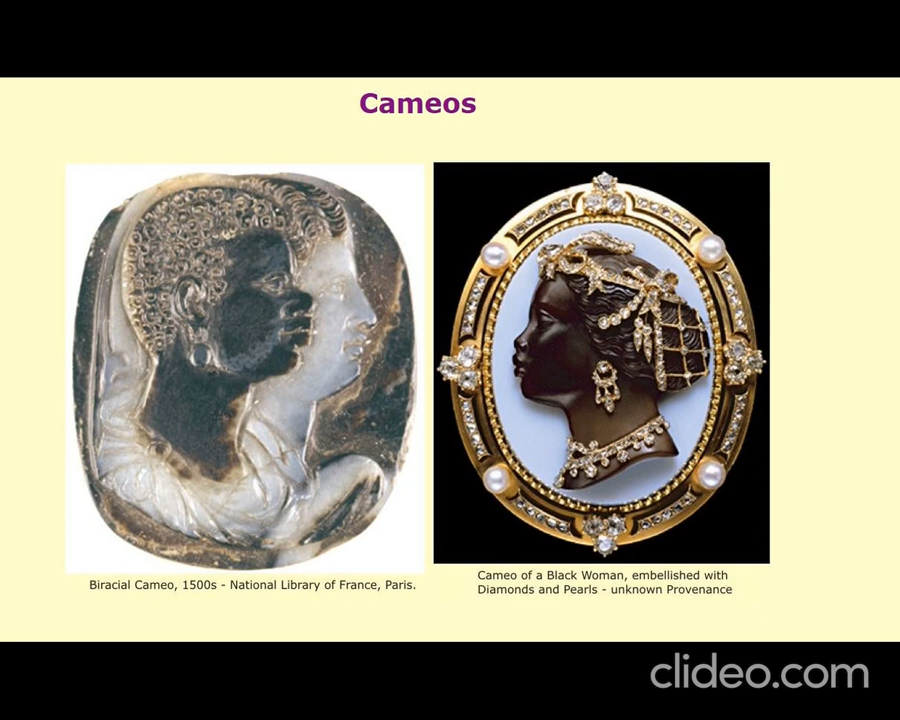 Cameos
Biracial Cameo, 1500s - National Library of France, Paris.
Cameo of a Black Woman, embellished with
Diamonds and Pearls - unknown Provenance
clideo.com